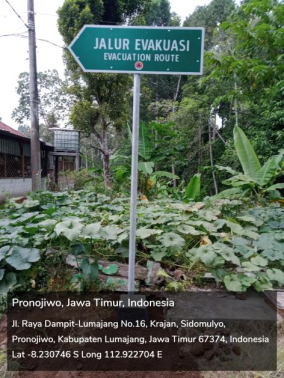 JALUR EVAKUASI
EVACUATION ROUTE
Pronojiwo, Jawa Timur, Indonesia
Jl. Raya Dampit-Lumajang No.16, Krajan, Sidomulyo,
Pronojiwo, Kabupaten Lumajang, Jawa Timur 67374, Indonesia
Lat -8.230746 S Long 112.922704 E